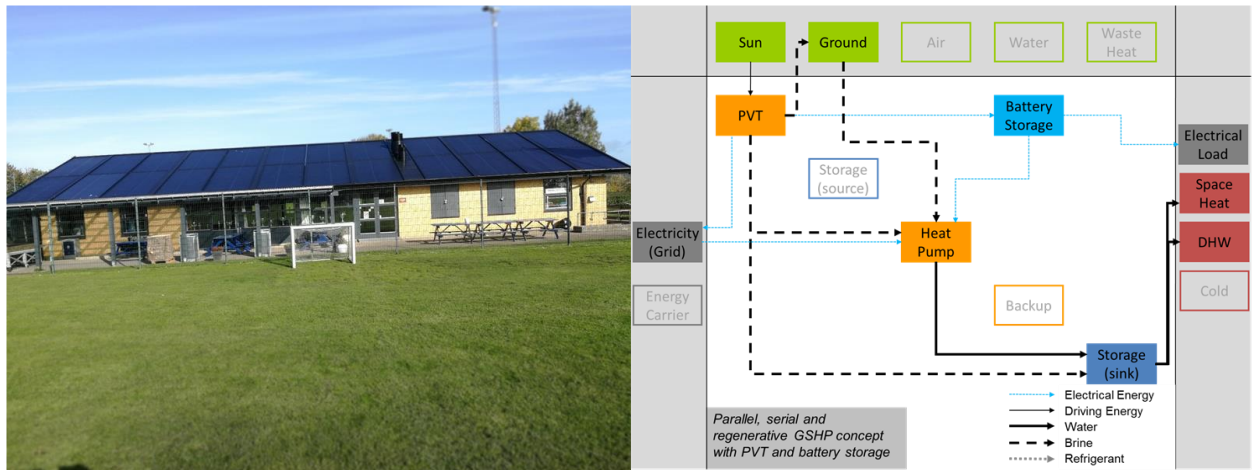 Sun
Ground
Air
Water
Waste
Heat
PVT
Battery
Storage
Electrical
Load
Storage
(source)
Space
Heat
Electricity
(Grid)
Heat
Pump
DHW
Energy
Carrier
Backup
Cold
Storage
(sink)
Electrical Energy
Driving Energy
Water
Brine
Refrigerant
Parallel, serial and
regenerative GSHP concept
with PVT and battery storage